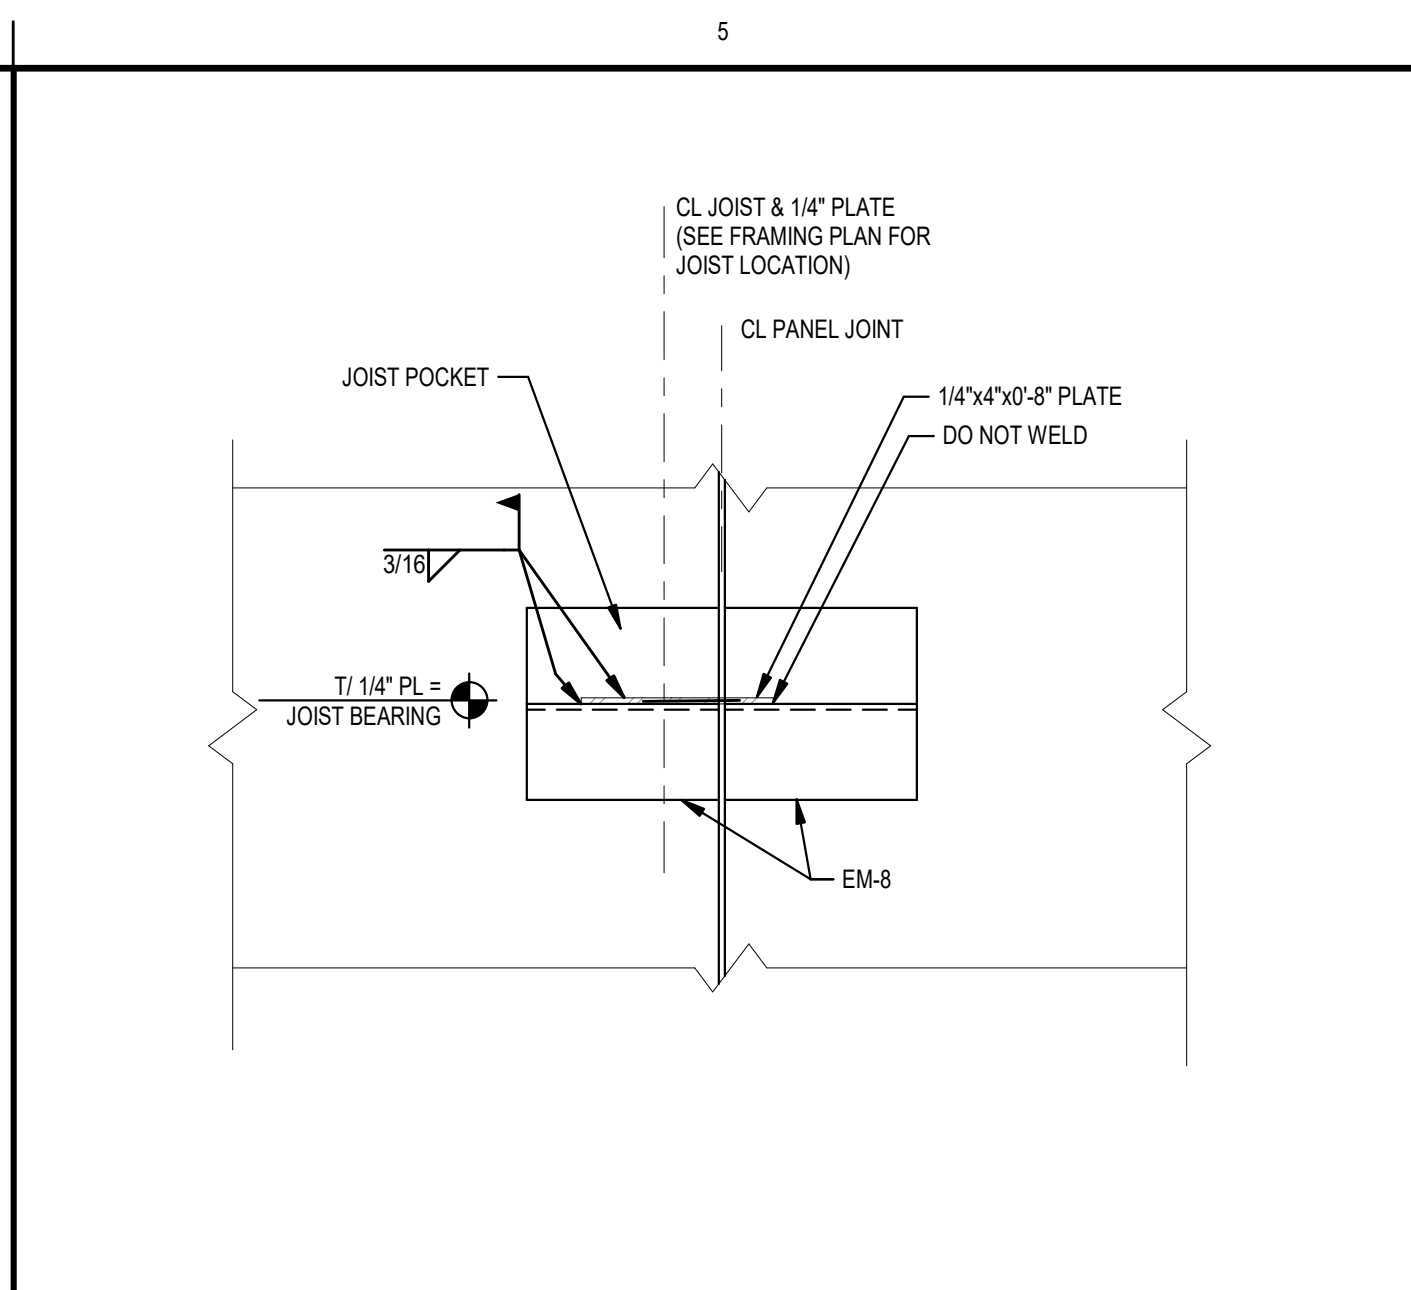 5
CL JOIST & 1/4" PLATE
(SEE FRAMING PLAN FOR
JOIST LOCATION)
CL PANEL JOINT
JOIST POCKET
1/4"x4"x0'-8" PLATE
DO NOT WELD
3/16
T/ 1/4" PL =
JOIST BEARING
EM-8